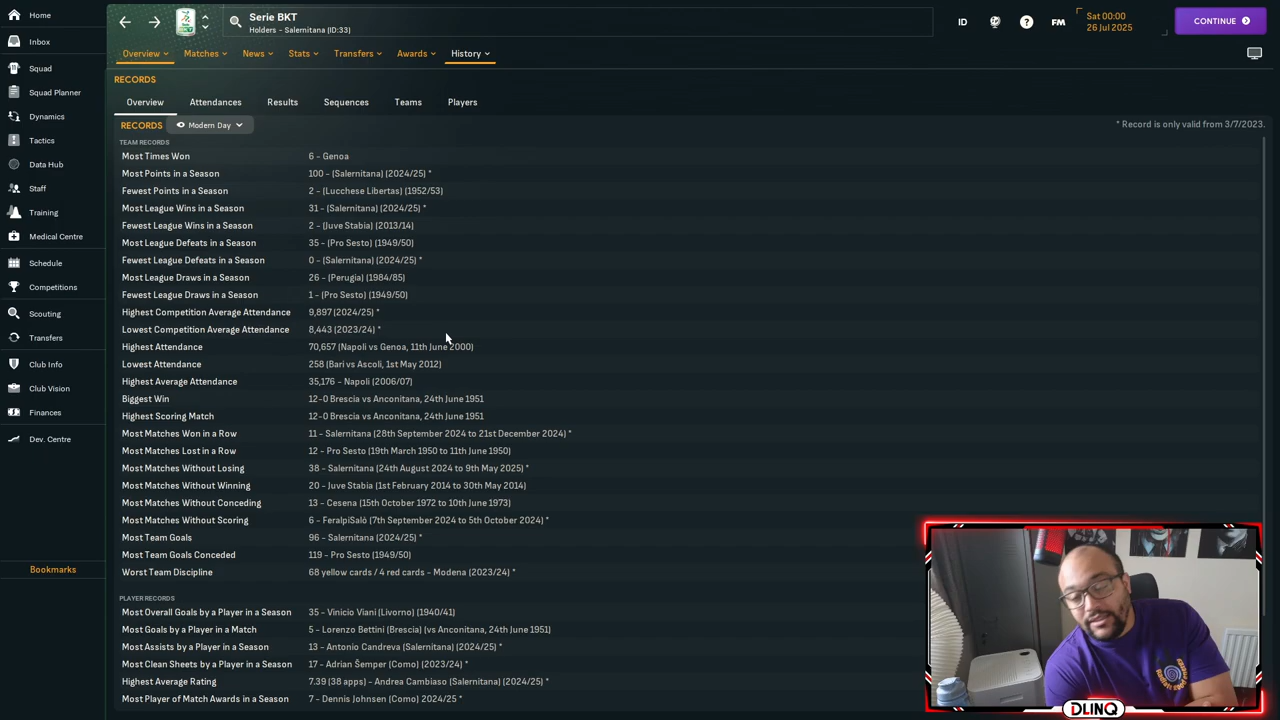 Home
Inbox
Squad
Squad Planner
Dynamics
Tactics
Data Hub
Staff
Training
Medical Centre
Schedule
Competitions
Scouting
Transfers
Club Info
Club Vision
Finances
Dev. Centre
Bookmarks
Serie BKT
Holders - Salernitana (ID:33)
ID
FM
Sat 00:00
26 Jul 2025
CONTINUE
Overview Matches News Stats Transfers Awards History
RECORDS
Overview Attendances Results Sequences Teams Players
RECORDS Modern Day * Record is only valid from 3/7/2023.
TEAM RECORDS
Most Times Won 6 - Genoa
Most Points in a Season 100 - (Salernitana) (2024/25) *
Fewest Points in a Season 2 - (Lucchese Libertas) (1952/53)
Most League Wins in a Season 31 - (Salernitana) (2024/25) *
Fewest League Wins in a Season 2 - (Juve Stabia) (2013/14)
Most League Defeats in a Season 35 - (Pro Sesto) (1949/50)
Fewest League Defeats in a Season 0 - (Salernitana) (2024/25) *
Most League Draws in a Season 26 - (Perugia) (1984/85)
Fewest League Draws in a Season 1 - (Pro Sesto) (1949/50)
Highest Competition Average Attendance 9,897 (2024/25) *
Lowest Competition Average Attendance 8,443 (2023/24) *
Highest Attendance 70,657 (Napoli vs Genoa, 11th June 2000)
Lowest Attendance 258 (Bari vs Ascoli, 1st May 2012)
Highest Average Attendance 35,176 - Napoli (2006/07)
Biggest Win 12-0 Brescia vs Anconitana, 24th June 1951
Highest Scoring Match 12-0 Brescia vs Anconitana, 24th June 1951
Most Matches Won in a Row 11 - Salernitana (28th September 2024 to 21st December 2024) *
Most Matches Lost in a Row 12 - Pro Sesto (19th March 1950 to 11th June 1950)
Most Matches Without Losing 38 - Salernitana (24th August 2024 to 9th May 2025) *
Most Matches Without Winning 20 - Juve Stabia (1st February 2014 to 30th May 2014)
Most Matches Without Conceding 13 - Cesena (15th October 1972 to 10th June 1973)
Most Matches Without Scoring 6 - FeralpiSalò (7th September 2024 to 5th October 2024) *
Most Team Goals 96 - Salernitana (2024/25) *
Most Team Goals Conceded 119 - Pro Sesto (1949/50)
Worst Team Discipline 68 yellow cards / 4 red cards - Modena (2023/24) *
PLAYER RECORDS
Most Overall Goals by a Player in a Season 35 - Vinicio Viani (Livorno) (1940/41)
Most Goals by a Player in a Match 5 - Lorenzo Bettini (Brescia) (vs Anconitana, 24th June 1951)
Most Assists by a Player in a Season 13 - Antonio Candreva (Salernitana) (2024/25) *
Most Clean Sheets by a Player in a Season 17 - Adrian Šemper (Como) (2023/24) *
Highest Average Rating 7.39 (38 apps) - Andrea Cambiaso (Salernitana) (2024/25) *
Most Player of Match Awards in a Season 7 - Dennis Johnsen (Como) 2024/25 *
DLINQ